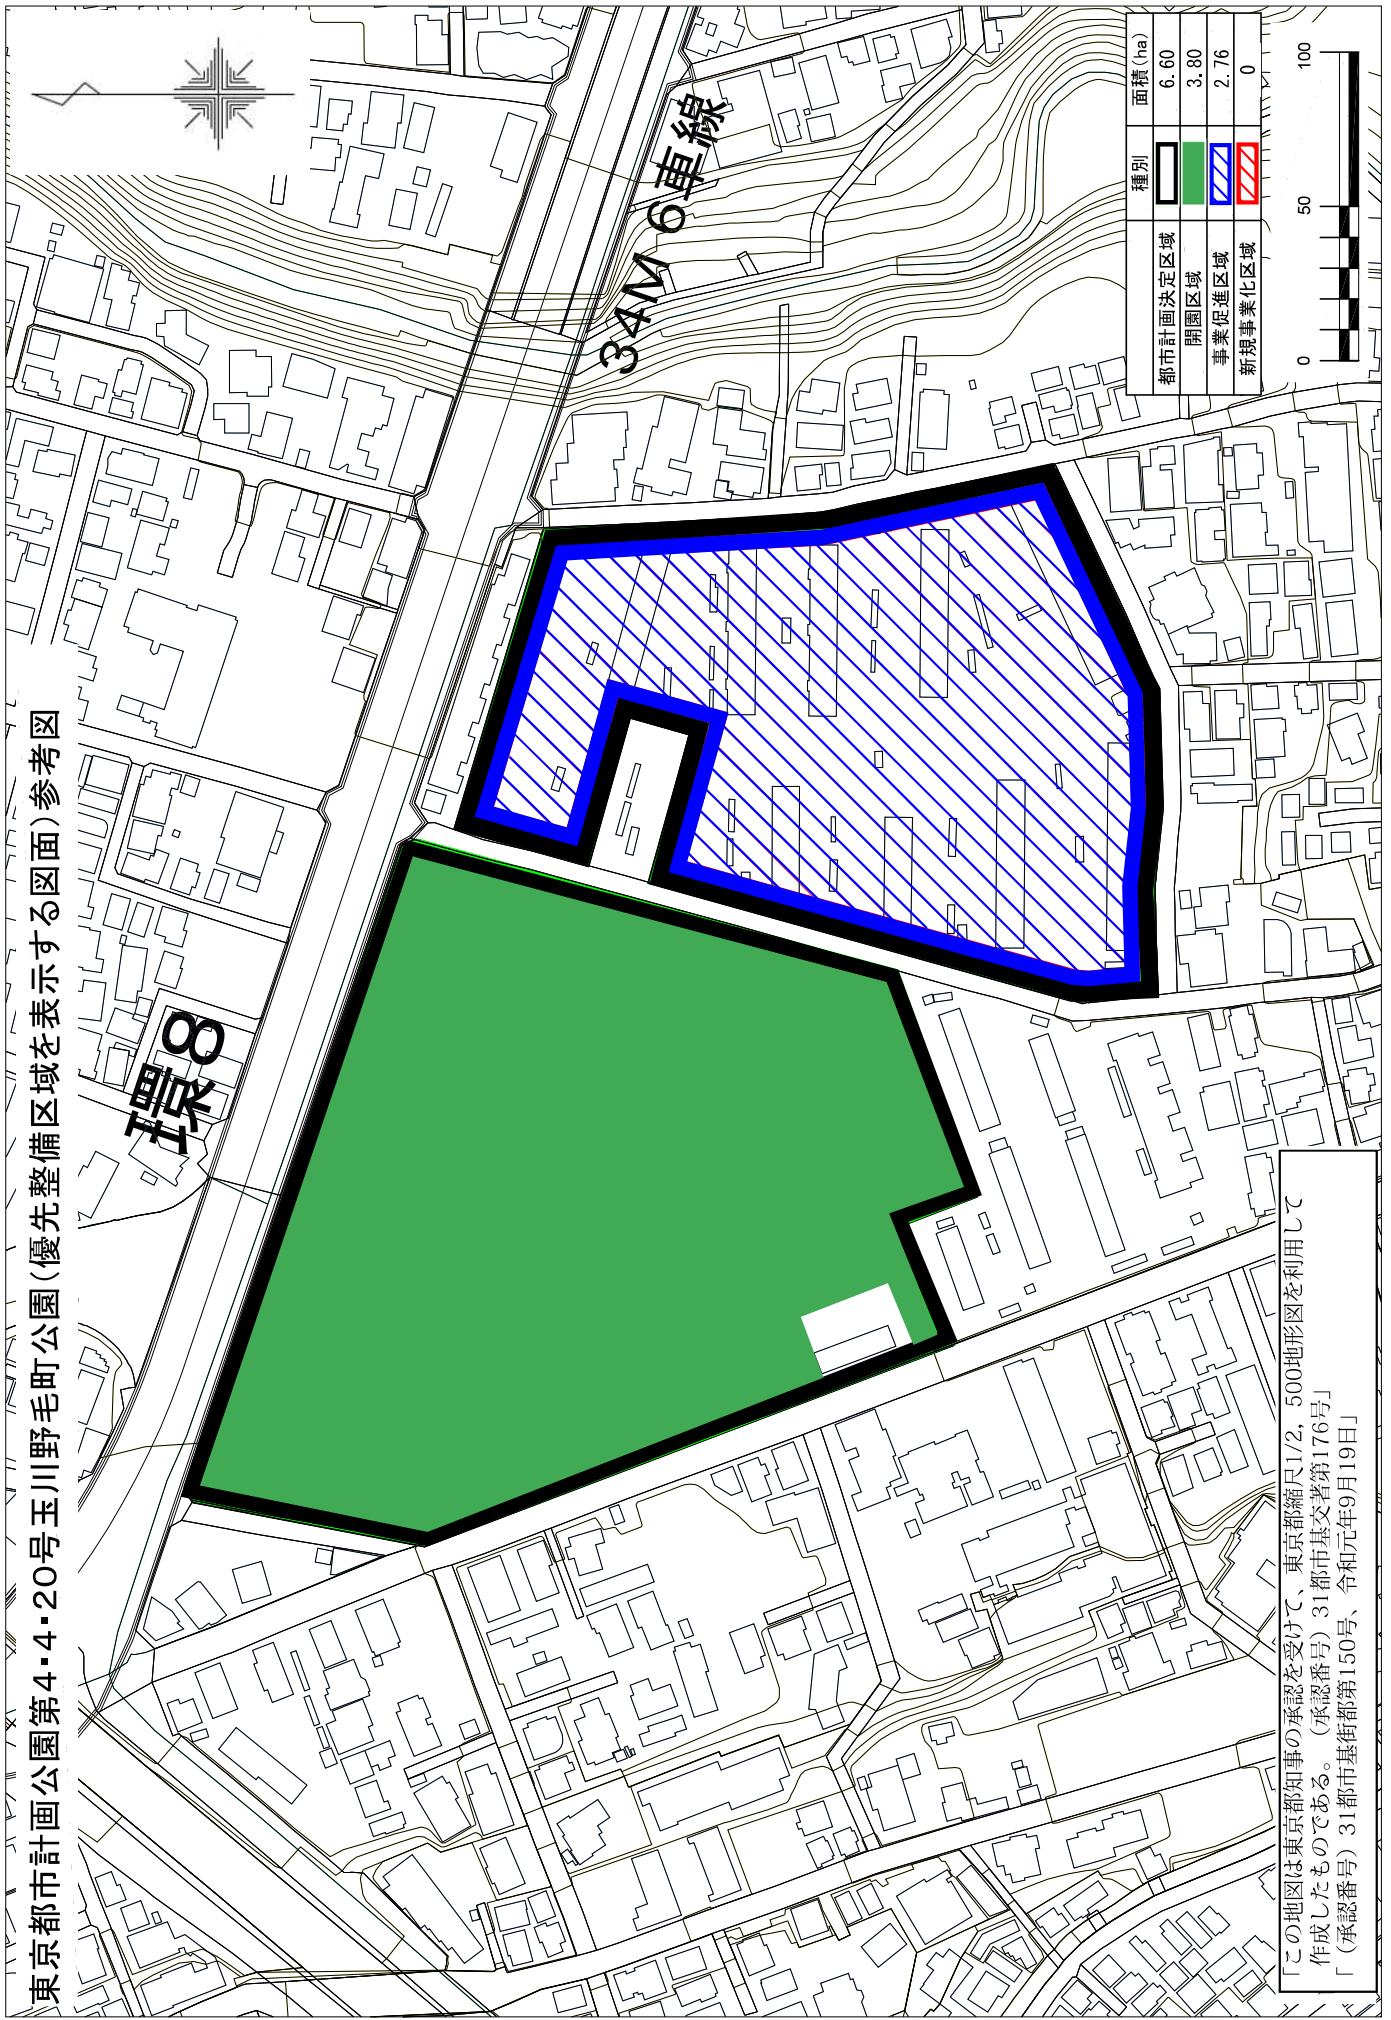 東京都市計画公園第4・4・20号玉川野毛町公園(優先整備区域を表示する図面)参考図
環8
34M 6車線
種別 面積(ha)
都市計画決定区域 6.60
開園区域 3.80
事業促進区域 2.76
新規事業化区域 0
0 50 100
「この地図は東京都知事の承認を受けて、東京都縮尺1/2,500地形図を利用して
作成したものである。(承認番号)31都市基交著第176号」
「(承認番号)31都市基街都第150号、令和元年9月19日」